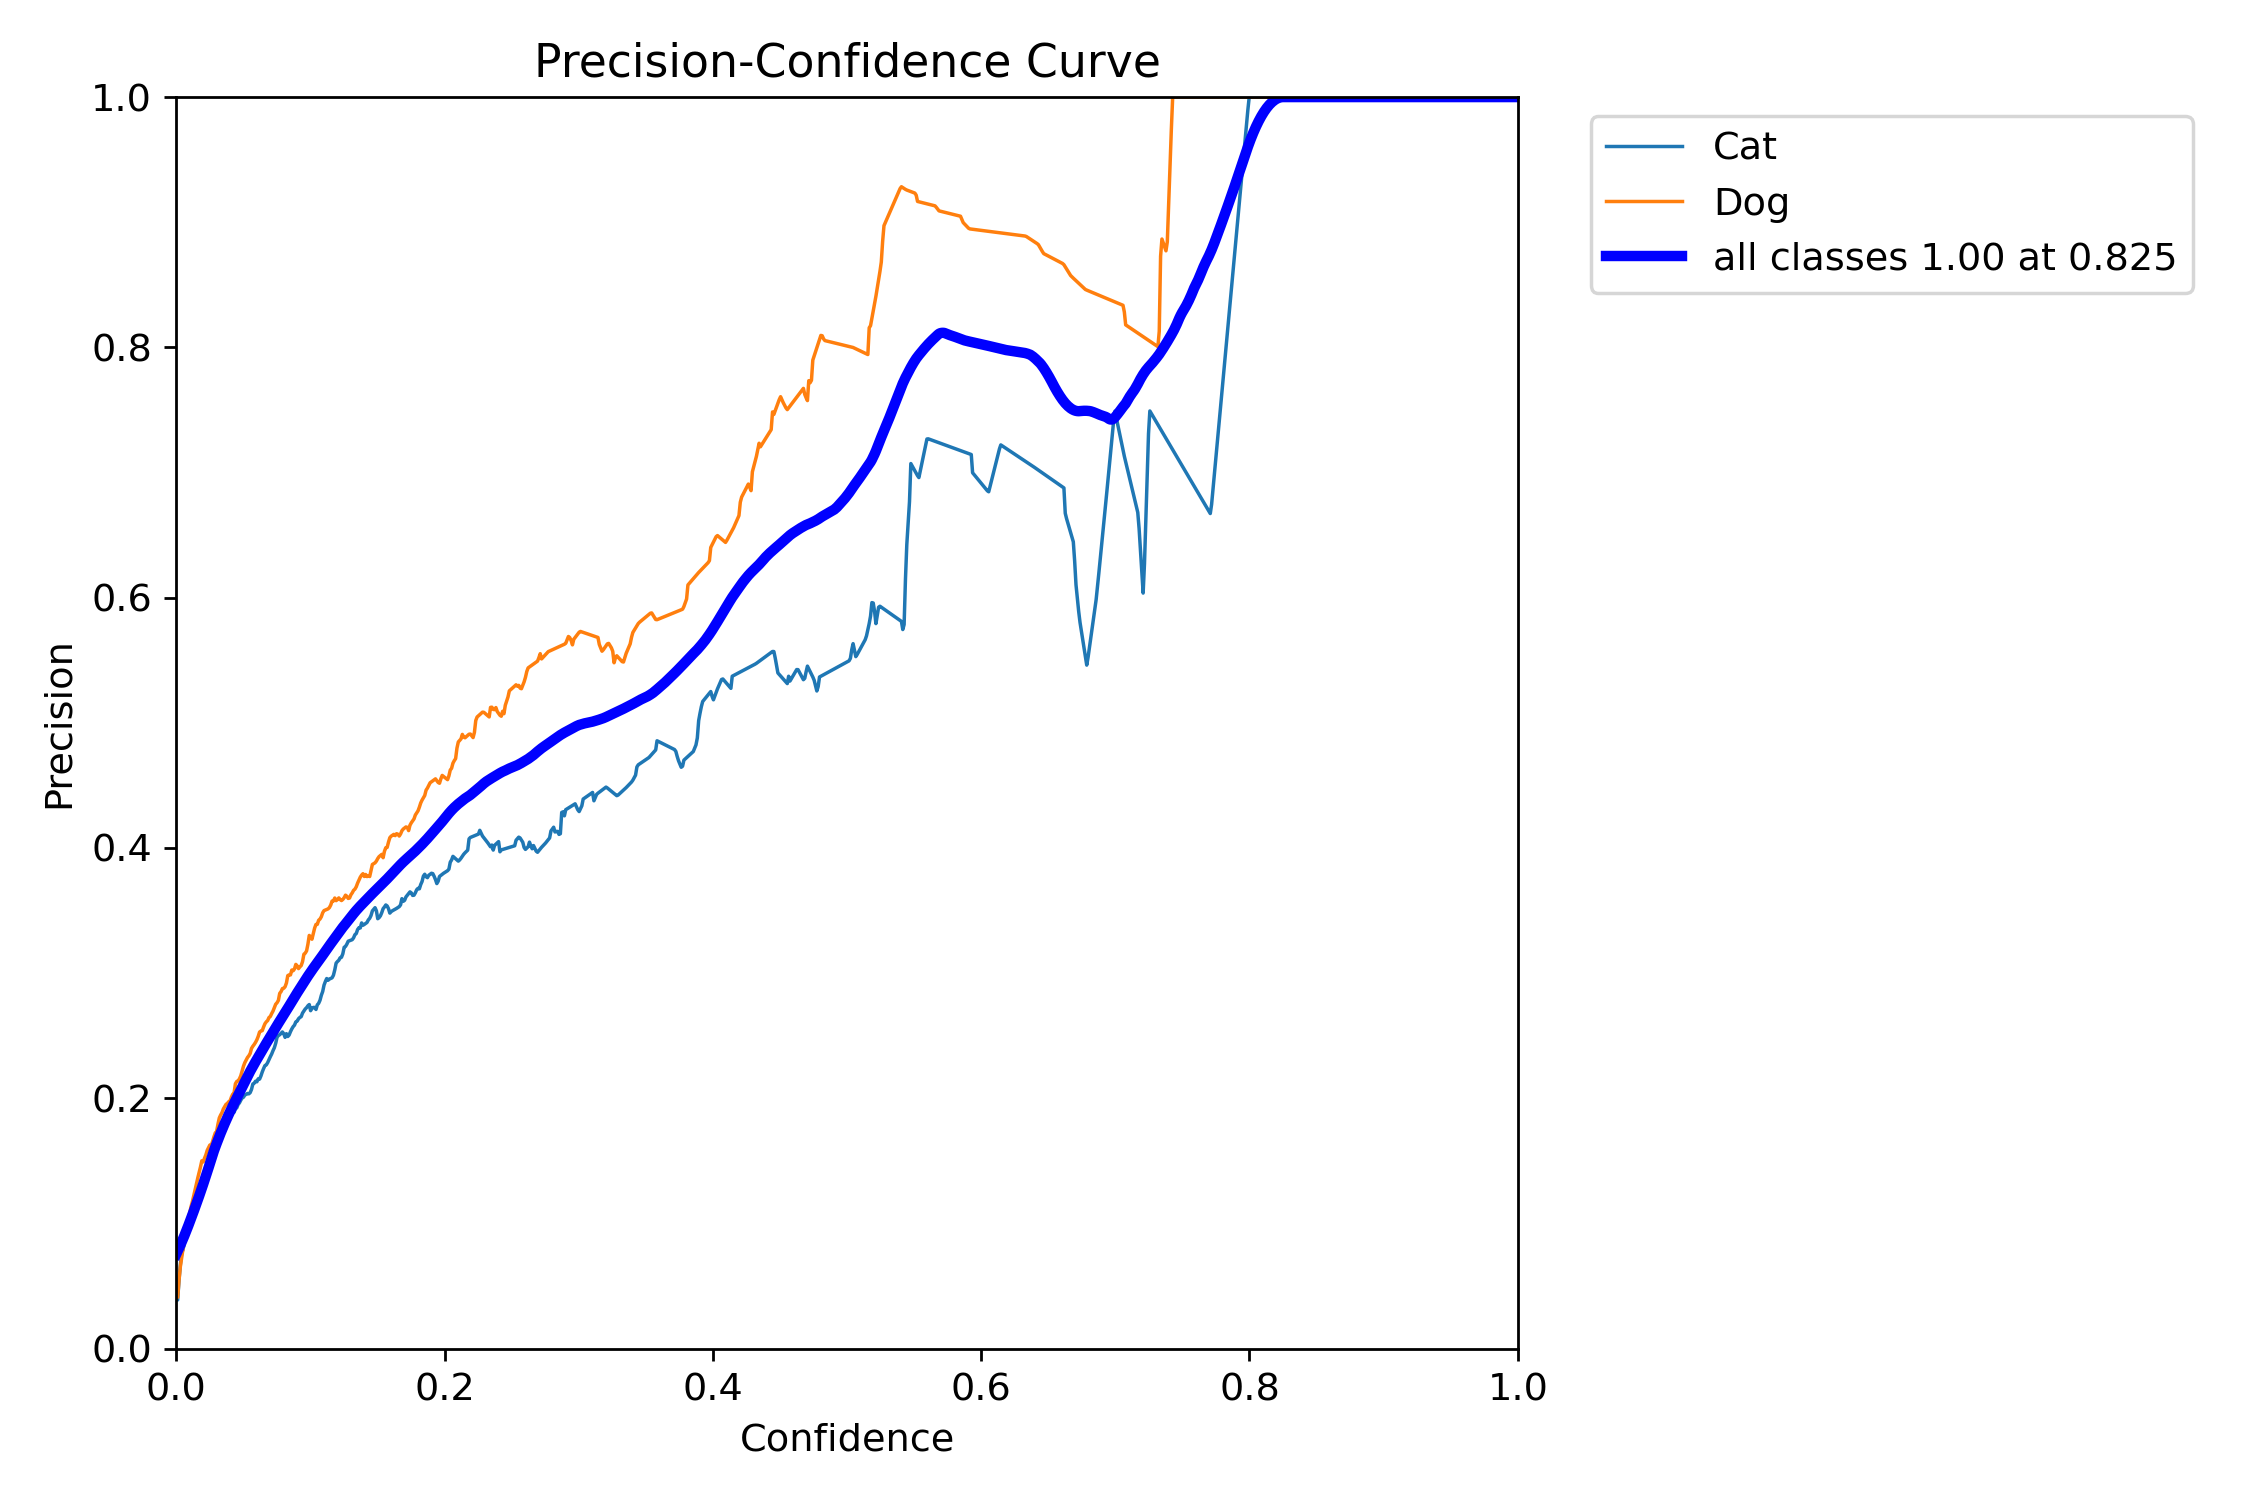 Precision-Confidence Curve
1.0
0.8
0.6
0.4
0.2
0.0
Precision
0.0 0.2 0.4 0.6 0.8 1.0
Confidence
Cat
Dog
all classes 1.00 at 0.825